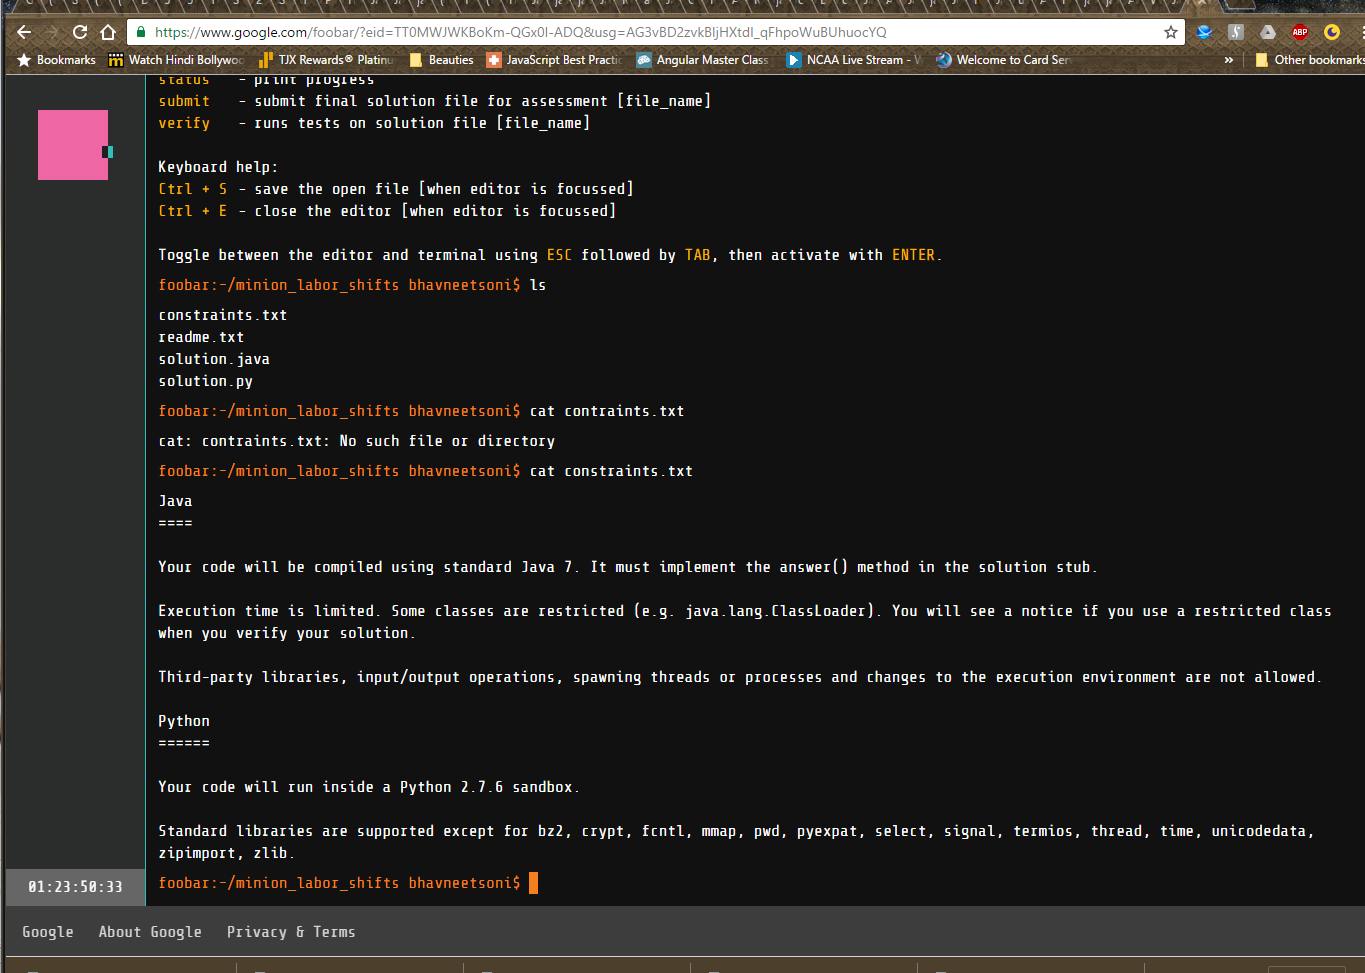 https://www.google.com/foobar/?eid=TT0MWJWKBoKm-QGx0I-ADQ&usg=AG3vBD2zvkBljHXtdl_qFhpoWuBUhuocYQ
ABP
Bookmarks
Watch Hindi Bollywoo
TJX Rewards® Platinu
Beauties
JavaScript Best Practi
Angular Master Class
NCAA Live Stream -
Welcome to Card Ser
»
Other bookmarks
status - print progress
submit - submit final solution file for assessment [file_name]
verify - runs tests on solution file [file_name]
Keyboard help:
Ctrl + S - save the open file [when editor is focussed]
Ctrl + E - close the editor [when editor is focussed]
Toggle between the editor and terminal using ESC followed by TAB, then activate with ENTER.
foobar:~/minion_labor_shifts bhavneetsoni$ ls
constraints.txt
readme.txt
solution.java
solution.py
foobar:~/minion_labor_shifts bhavneetsoni$ cat contraints.txt
cat: contraints.txt: No such file or directory
foobar:~/minion_labor_shifts bhavneetsoni$ cat constraints.txt
Java
====
Your code will be compiled using standard Java 7. It must implement the answer() method in the solution stub.
Execution time is limited. Some classes are restricted (e.g. java.lang.ClassLoader). You will see a notice if you use a restricted class
when you verify your solution.
Third-party libraries, input/output operations, spawning threads or processes and changes to the execution environment are not allowed.
Python
======
Your code will run inside a Python 2.7.6 sandbox.
Standard libraries are supported except for bz2, crypt, fcntl, mmap, pwd, pyexpat, select, signal, termios, thread, time, unicodedata,
zipimport, zlib.
foobar:~/minion_labor_shifts bhavneetsoni$
01:23:50:33
Google About Google Privacy & Terms